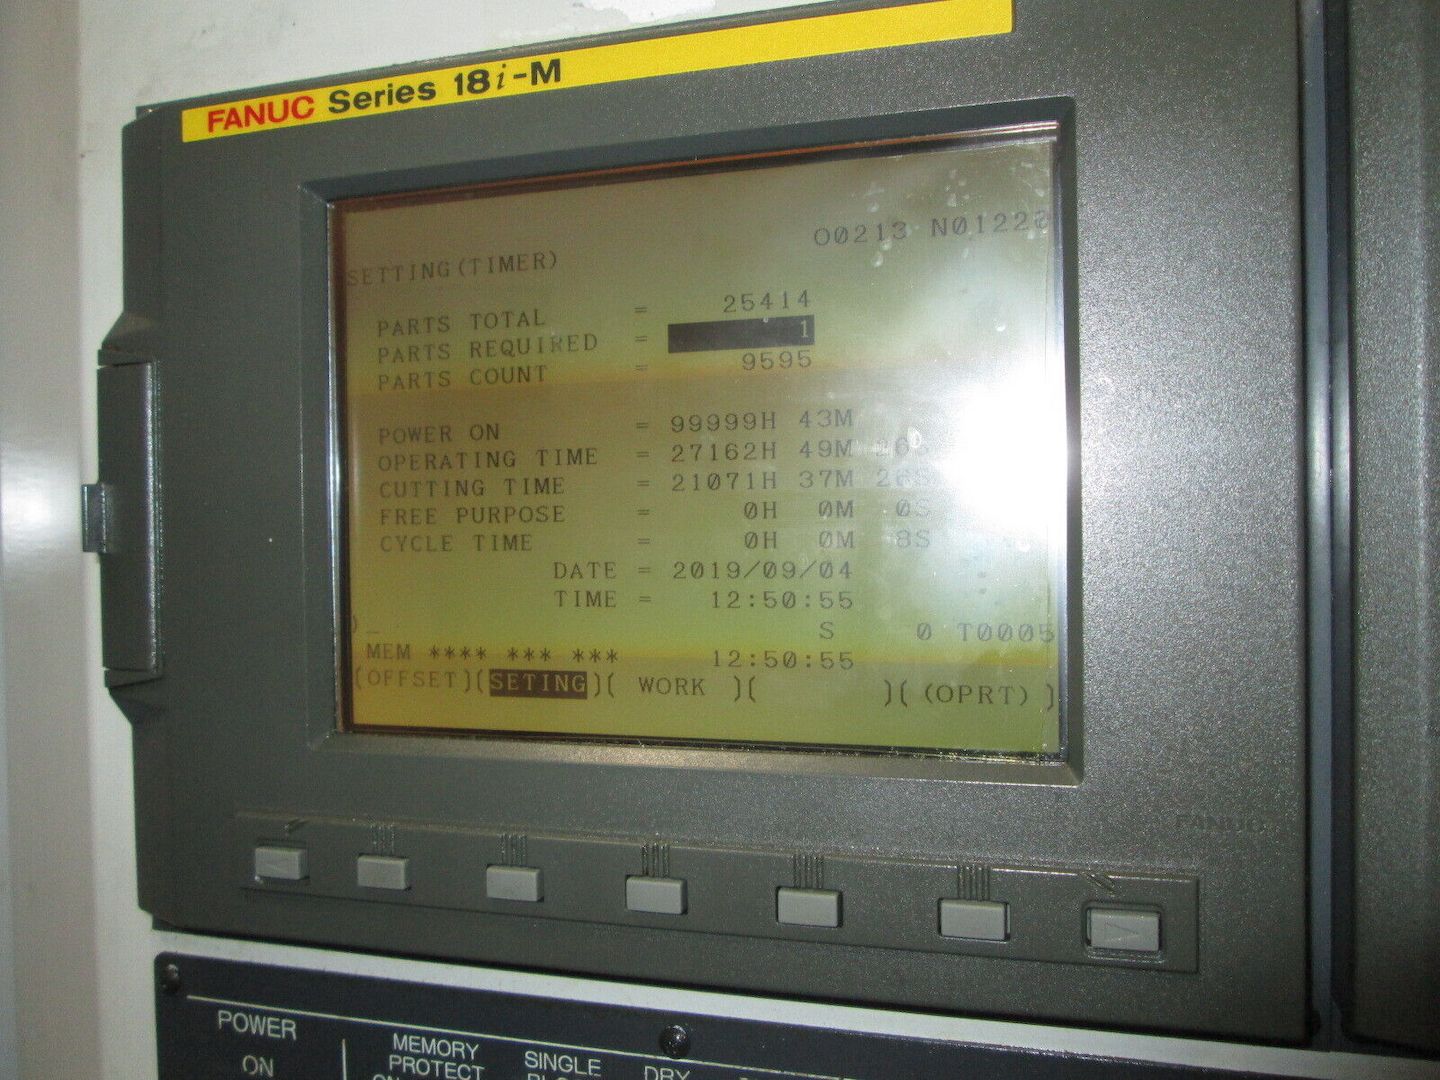 FANUC Series 18i-M
O0213 N0122
SETTING(TIMER)
PARTS TOTAL = 25414
PARTS REQUIRED = 1
PARTS COUNT = 9595
POWER ON = 99999H 43M
OPERATING TIME = 27162H 49M
CUTTING TIME = 21071H 37M 26S
FREE PURPOSE = 0H 0M 0S
CYCLE TIME = 0H 0M 8S
DATE = 2019/09/04
TIME = 12:50:55
)_
S 0 T0005
MEM **** *** *** 12:50:55
(OFFSET)(SETING)( WORK )( )( (OPRT) )
FANUC
POWER
ON
MEMORY
PROTECT
SINGLE
DRY